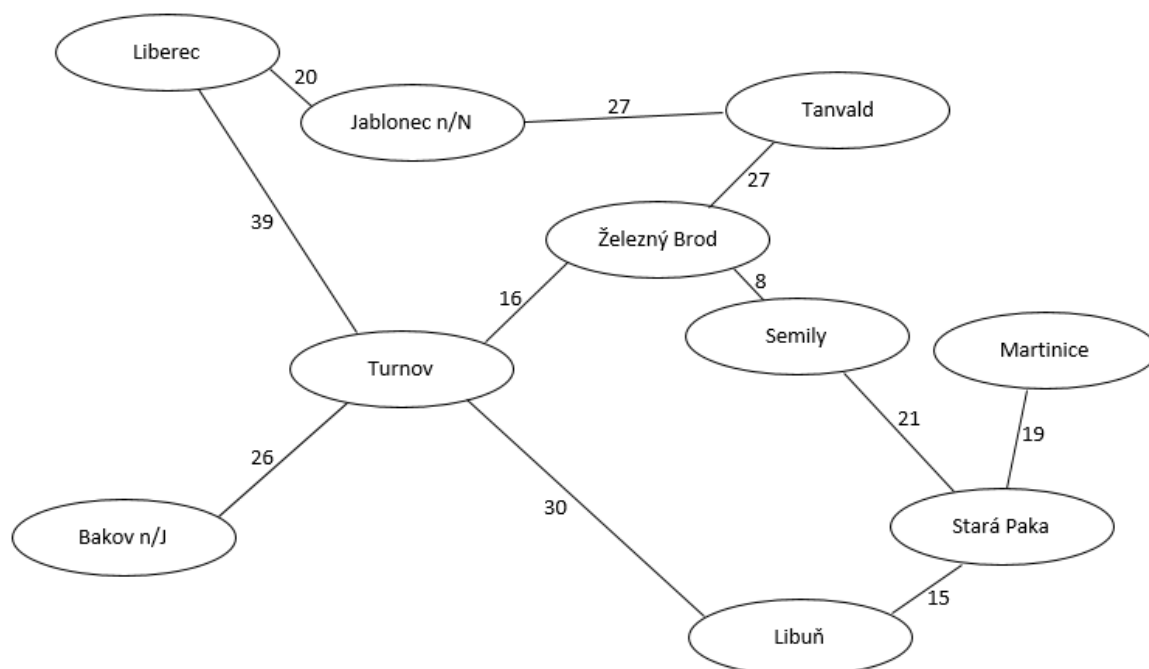 Liberec
20
Jablonec n/N
27
Tanvald
27
39
Železný Brod
16
8
Semily
Martinice
Turnov
21
19
26
30
Stará Paka
Bakov n/J
15
Libuň